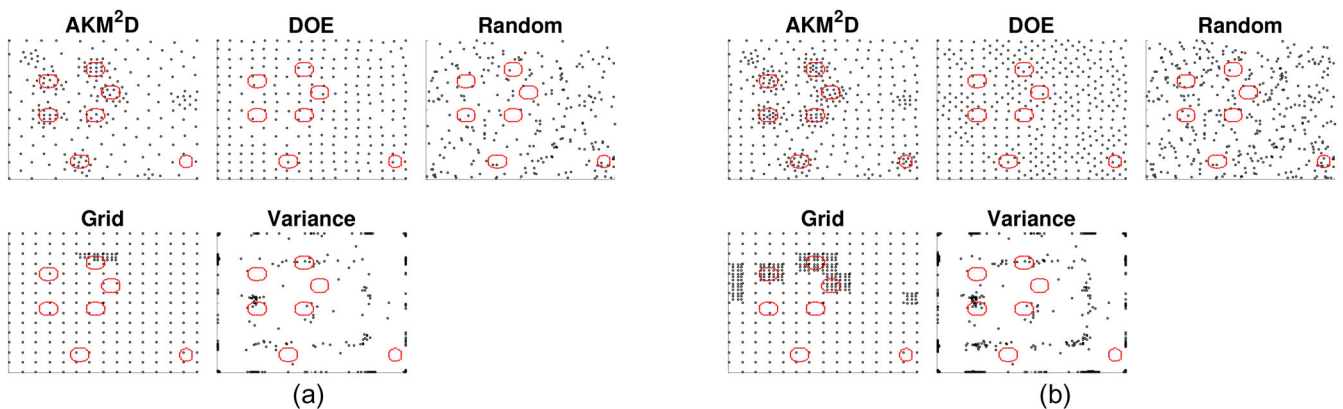 AKM²D DOE Random AKM²D DOE Random
Grid Variance Grid Variance
(a) (b)